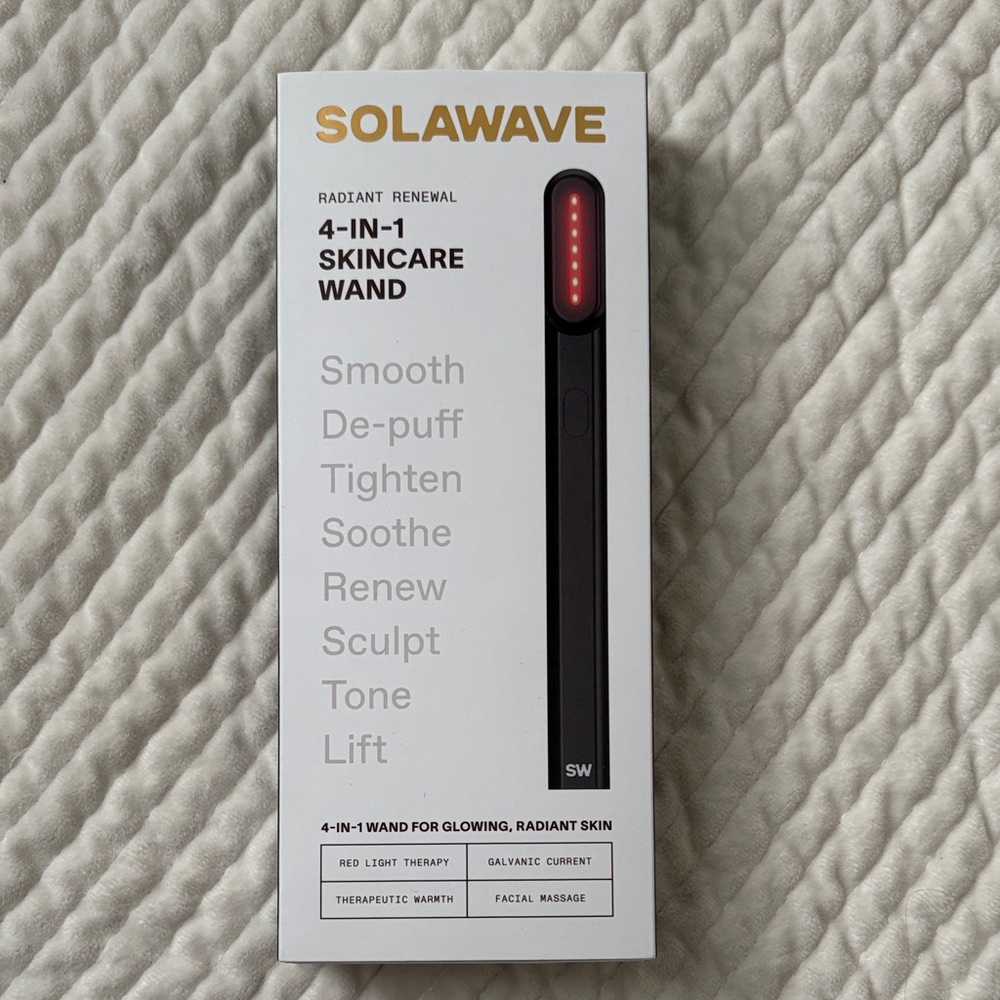 SOLAWAVE
RADIANT RENEWAL
4-IN-1
SKINCARE
WAND
Smooth
De-puff
Tighten
Soothe
Renew
Sculpt
Tone
Lift
SW
4-IN-1 WAND FOR GLOWING, RADIANT SKIN
RED LIGHT THERAPY
GALVANIC CURRENT
THERAPEUTIC WARMTH
FACIAL MASSAGE